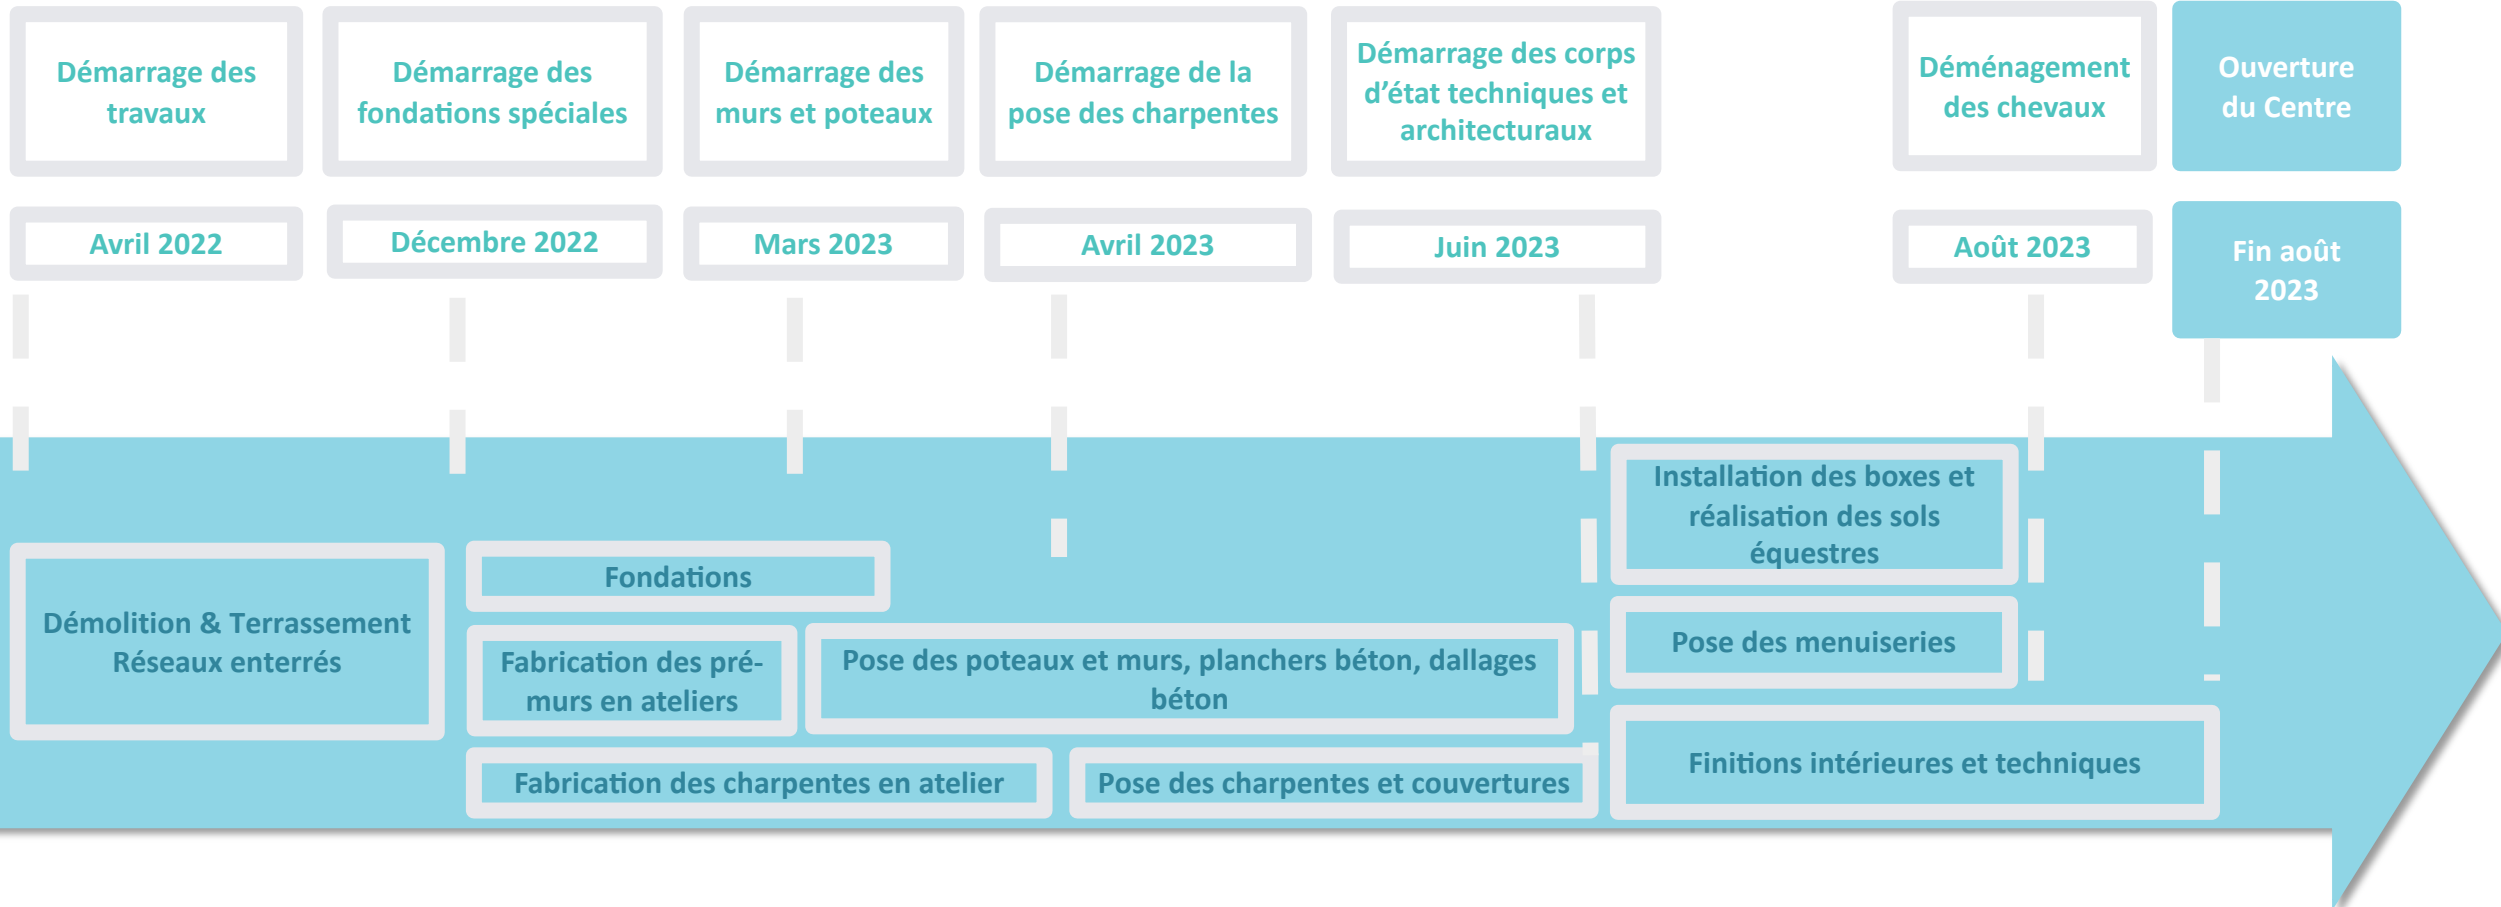 Démarrage des
travaux
Démarrage des
fondations spéciales
Démarrage des
murs et poteaux
Démarrage de la
pose des charpentes
Démarrage des corps
d’état techniques et
architecturaux
Déménagement
des chevaux
Ouverture
du Centre
Avril 2022
Décembre 2022
Mars 2023
Avril 2023
Juin 2023
Août 2023
Fin août
2023
Démolition & Terrassement
Réseaux enterrés
Fondations
Fabrication des pré-
murs en ateliers
Fabrication des charpentes en atelier
Pose des poteaux et murs, planchers béton, dallages
béton
Pose des charpentes et couvertures
Installation des boxes et
réalisation des sols
équestres
Pose des menuiseries
Finitions intérieures et techniques